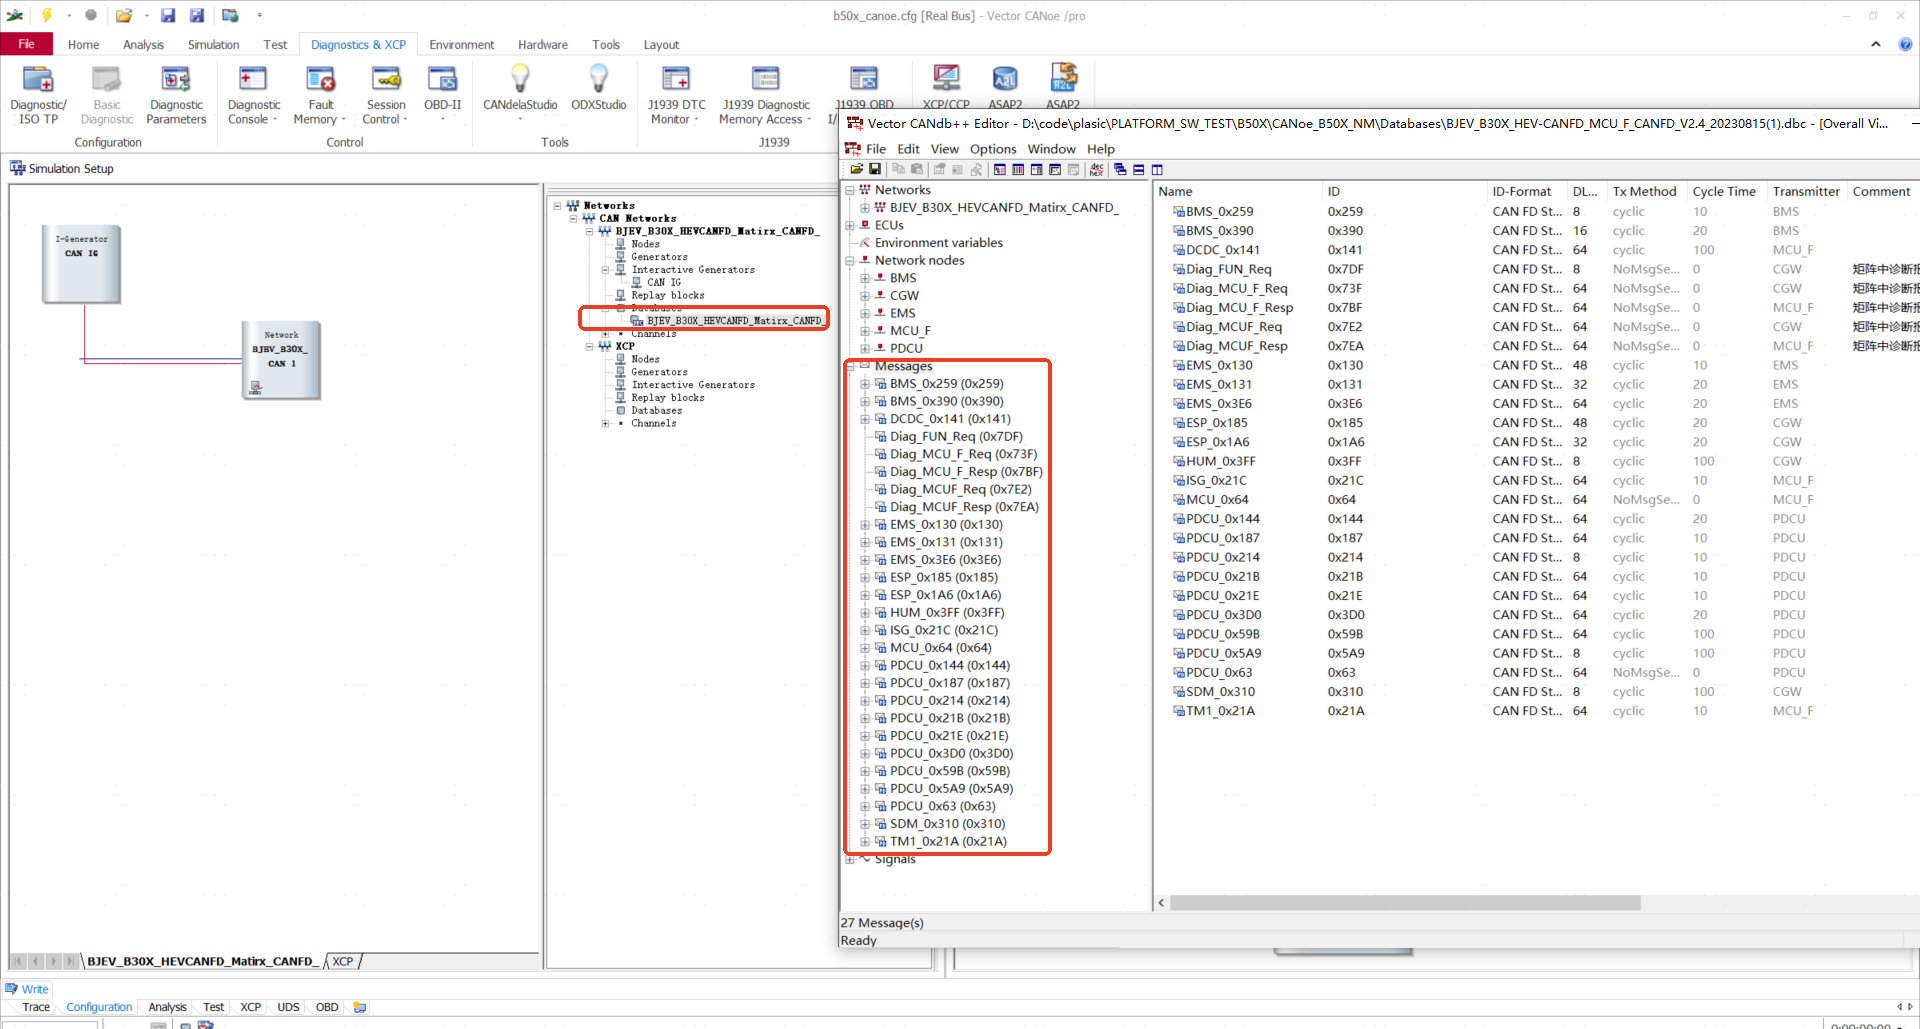 b50x_canoe.cfg [Real Bus] - Vector CANoe /pro
File Home Analysis Simulation Test Diagnostics & XCP Environment Hardware Tools Layout
Diagnostic/ ISO TP
Basic Diagnostic
Diagnostic Parameters
Diagnostic Console
Fault Memory
Session Control
OBD-II
CANdelaStudio
ODXStudio
J1939 DTC Monitor
J1939 Diagnostic Memory Access
J1939 OBD
XCP/CCP
ASAP2
ASAP2
Configuration
Control
Tools
J1939
Simulation Setup
I-Generator
CAN IG
Network
BJEV_B30X_
CAN 1
Networks
CAN Networks
BJEV_B30X_HEVCANFD_Matirx_CANFD_
Nodes
Generators
Interactive Generators
CAN IG
Replay blocks
Databases
BJEV_B30X_HEVCANFD_Matirx_CANFD_
Channels
XCP
Nodes
Generators
Interactive Generators
Replay blocks
Databases
Channels
BJEV_B30X_HEVCANFD_Matirx_CANFD_ XCP
Write
Trace Configuration Analysis Test XCP UDS OBD
0:00:00:00
Vector CANdb++ Editor - D:\code\plasic\PLATFORM_SW_TEST\B50X\CANoe_B50X_NM\Databases\BJEV_B30X_HEV-CANFD_MCU_F_CANFD_V2.4_20230815(1).dbc - [Overall Vi...
File Edit View Options Window Help
Networks
BJEV_B30X_HEVCANFD_Matirx_CANFD_
ECUs
Environment variables
Network nodes
BMS
CGW
EMS
MCU_F
PDCU
Messages
BMS_0x259 (0x259)
BMS_0x390 (0x390)
DCDC_0x141 (0x141)
Diag_FUN_Req (0x7DF)
Diag_MCU_F_Req (0x73F)
Diag_MCU_F_Resp (0x7BF)
Diag_MCUF_Req (0x7E2)
Diag_MCUF_Resp (0x7EA)
EMS_0x130 (0x130)
EMS_0x131 (0x131)
EMS_0x3E6 (0x3E6)
ESP_0x185 (0x185)
ESP_0x1A6 (0x1A6)
HUM_0x3FF (0x3FF)
ISG_0x21C (0x21C)
MCU_0x64 (0x64)
PDCU_0x144 (0x144)
PDCU_0x187 (0x187)
PDCU_0x214 (0x214)
PDCU_0x21B (0x21B)
PDCU_0x21E (0x21E)
PDCU_0x3D0 (0x3D0)
PDCU_0x59B (0x59B)
PDCU_0x5A9 (0x5A9)
PDCU_0x63 (0x63)
SDM_0x310 (0x310)
TM1_0x21A (0x21A)
Signals
Name ID ID-Format DL... Tx Method Cycle Time Transmitter Comment
BMS_0x259 0x259 CAN FD St... 8 cyclic 10 BMS
BMS_0x390 0x390 CAN FD St... 16 cyclic 20 BMS
DCDC_0x141 0x141 CAN FD St... 64 cyclic 100 MCU_F
Diag_FUN_Req 0x7DF CAN FD St... 8 NoMsgSe... 0 CGW 矩阵中诊断报
Diag_MCU_F_Req 0x73F CAN FD St... 64 NoMsgSe... 0 CGW 矩阵中诊断报
Diag_MCU_F_Resp 0x7BF CAN FD St... 64 NoMsgSe... 0 MCU_F 矩阵中诊断报
Diag_MCUF_Req 0x7E2 CAN FD St... 64 NoMsgSe... 0 CGW 矩阵中诊断报
Diag_MCUF_Resp 0x7EA CAN FD St... 64 NoMsgSe... 0 MCU_F 矩阵中诊断报
EMS_0x130 0x130 CAN FD St... 48 cyclic 10 EMS
EMS_0x131 0x131 CAN FD St... 32 cyclic 20 EMS
EMS_0x3E6 0x3E6 CAN FD St... 64 cyclic 20 EMS
ESP_0x185 0x185 CAN FD St... 48 cyclic 20 CGW
ESP_0x1A6 0x1A6 CAN FD St... 32 cyclic 20 CGW
HUM_0x3FF 0x3FF CAN FD St... 8 cyclic 100 CGW
ISG_0x21C 0x21C CAN FD St... 64 cyclic 10 MCU_F
MCU_0x64 0x64 CAN FD St... 64 NoMsgSe... 0 MCU_F
PDCU_0x144 0x144 CAN FD St... 64 cyclic 20 PDCU
PDCU_0x187 0x187 CAN FD St... 64 cyclic 10 PDCU
PDCU_0x214 0x214 CAN FD St... 8 cyclic 10 PDCU
PDCU_0x21B 0x21B CAN FD St... 64 cyclic 10 PDCU
PDCU_0x21E 0x21E CAN FD St... 64 cyclic 10 PDCU
PDCU_0x3D0 0x3D0 CAN FD St... 64 cyclic 20 PDCU
PDCU_0x59B 0x59B CAN FD St... 64 cyclic 100 PDCU
PDCU_0x5A9 0x5A9 CAN FD St... 8 cyclic 100 PDCU
PDCU_0x63 0x63 CAN FD St... 64 NoMsgSe... 0 PDCU
SDM_0x310 0x310 CAN FD St... 8 cyclic 100 CGW
TM1_0x21A 0x21A CAN FD St... 64 cyclic 10 MCU_F
27 Message(s)
Ready